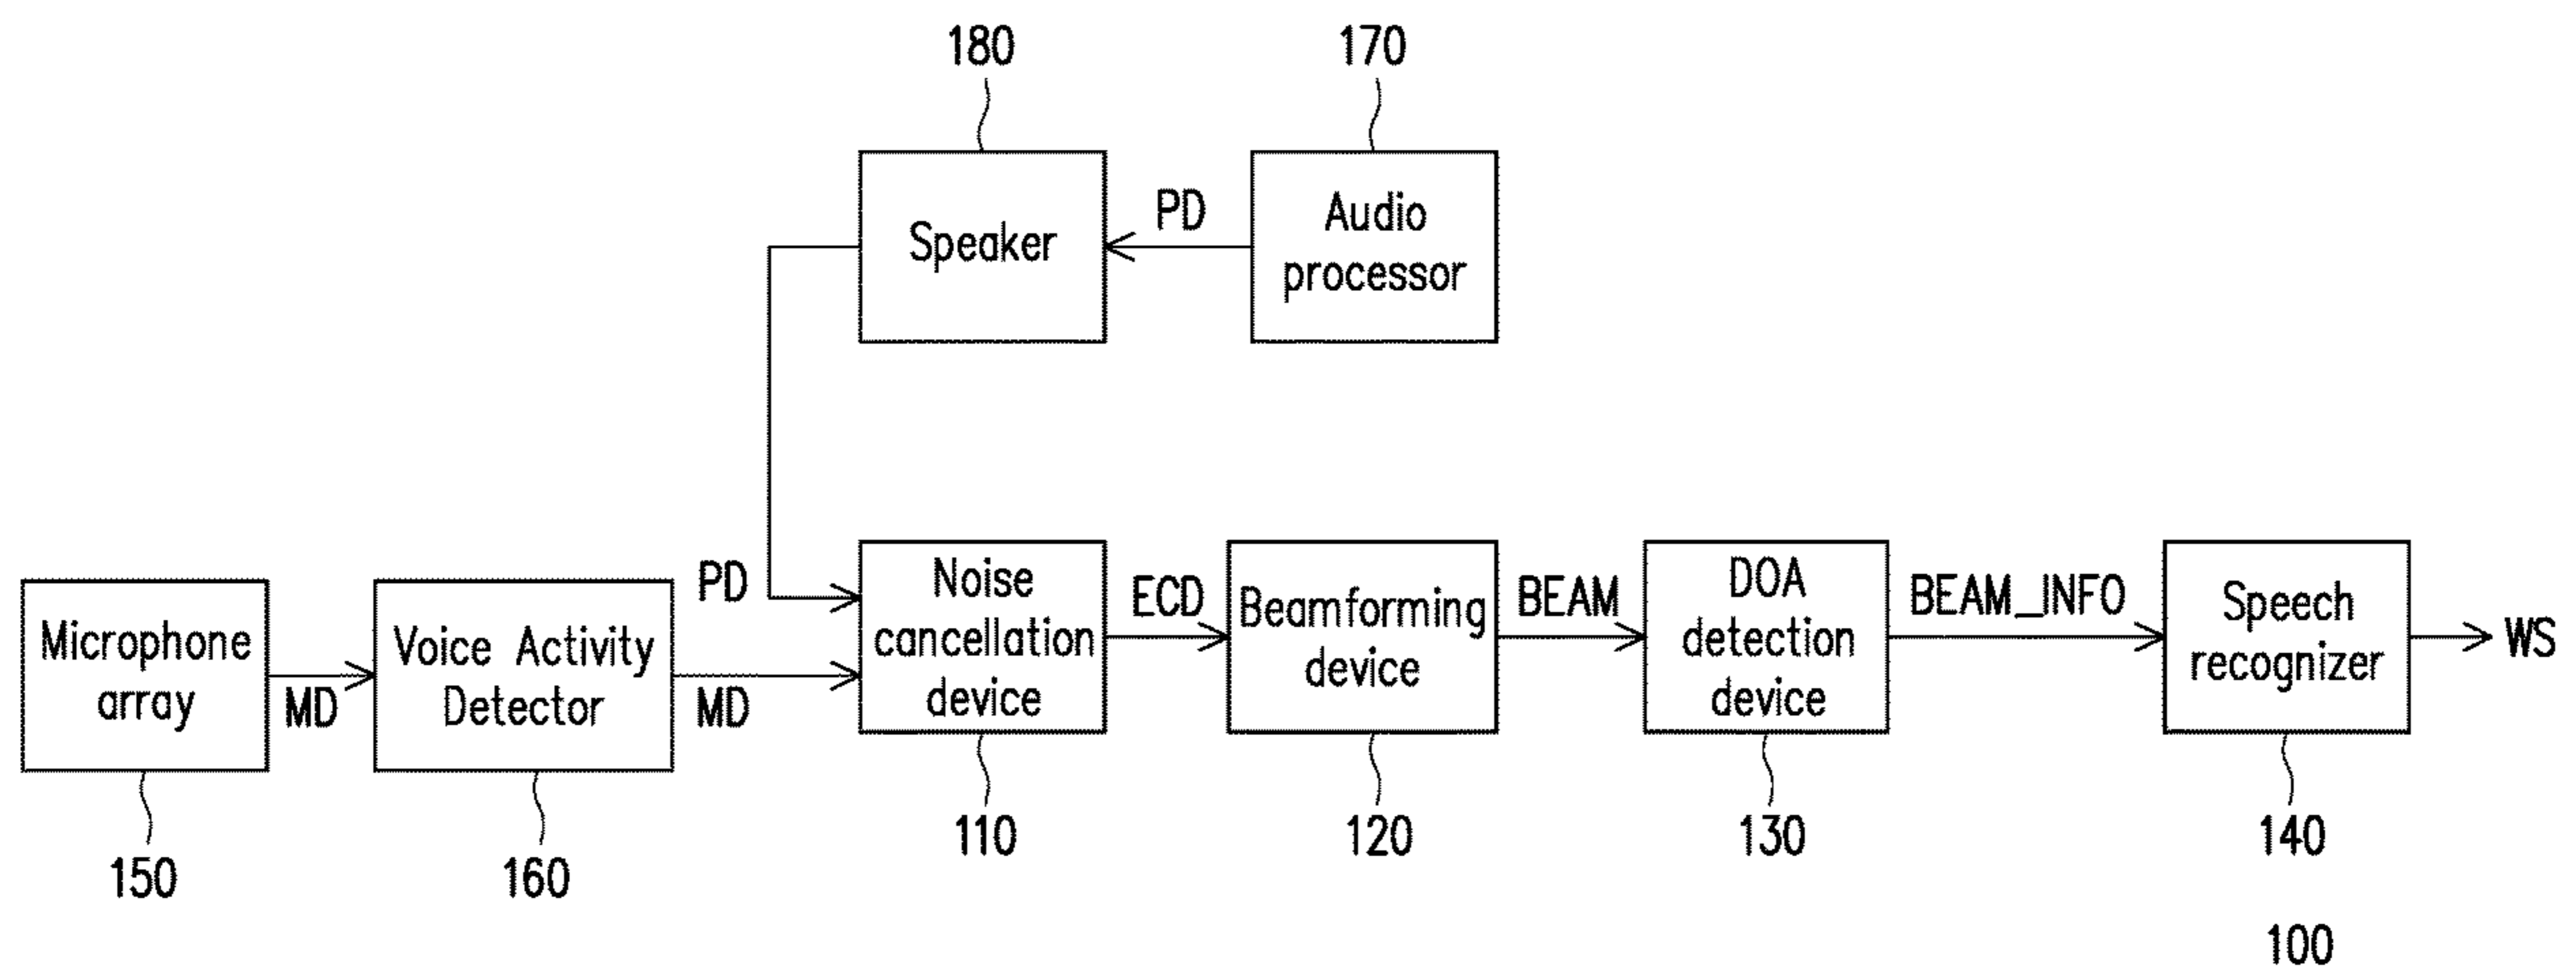 180
170
Speaker
PD
Audio
processor
Microphone
array
MD
Voice Activity
Detector
PD
MD
Noise
cancellation
device
ECD
Beamforming
device
BEAM
DOA
detection
device
BEAM_INFO
Speech
recognizer
WS
150
160
110
120
130
140
100